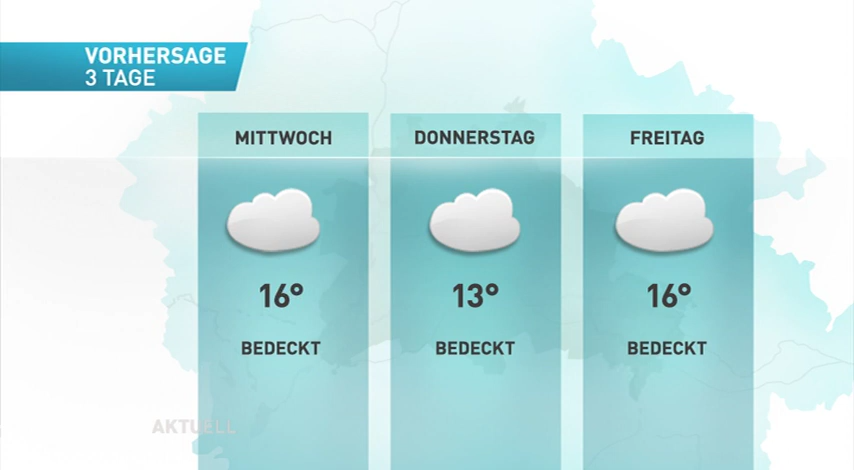 VORHERSAGE
3 TAGE
MITTWOCH
DONNERSTAG
FREITAG
16°
13°
16°
BEDECKT
BEDECKT
BEDECKT
AKTUELL